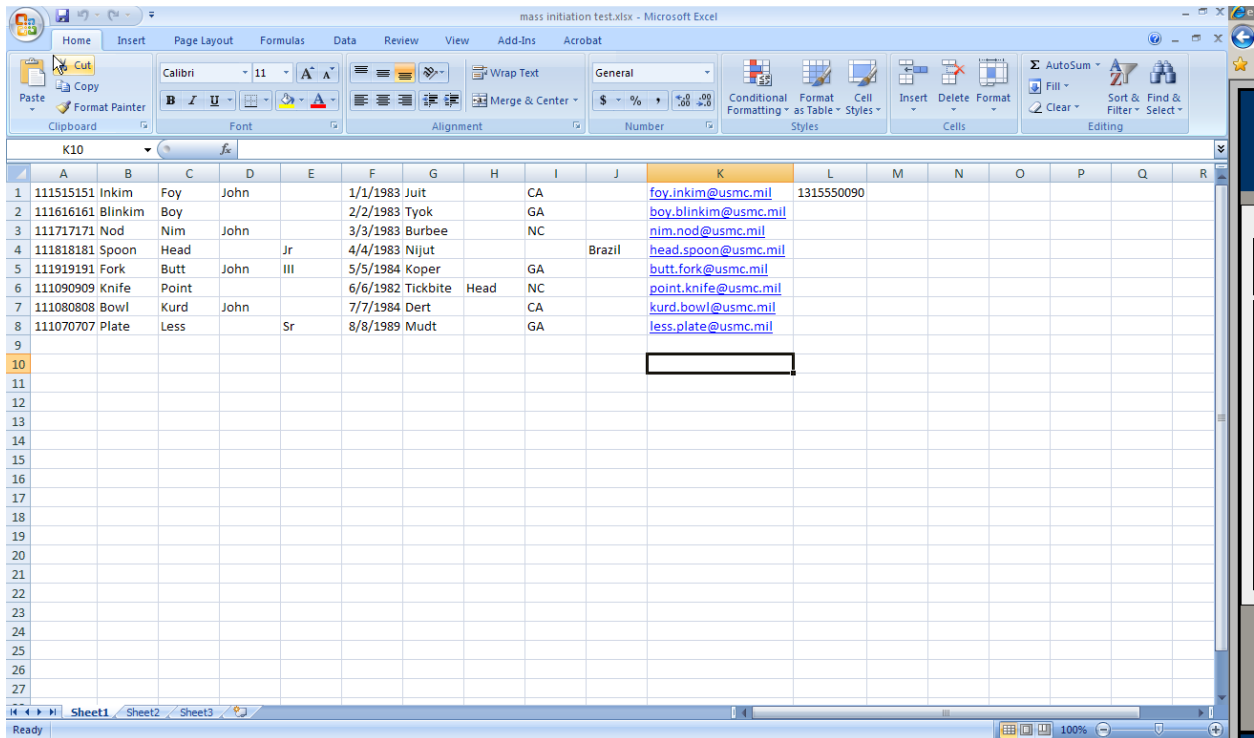 mass initiation test.xlsx - Microsoft Excel
Home Insert Page Layout Formulas Data Review View Add-Ins Acrobat
Paste
Cut
Copy
Format Painter
Clipboard
Calibri 11 A A
B I U A
Font
Wrap Text
Merge & Center
Alignment
General
$ % , .0 .00 .00 .0
Number
Conditional Formatting
Format as Table
Cell Styles
Styles
Insert Delete Format
Cells
Σ AutoSum
Fill
Clear
Sort & Filter
Find & Select
Editing
K10 fx
A B C D E F G H I J K L M N O P Q R
1 111515151 Inkim Foy John 1/1/1983 Juit CA foy.inkim@usmc.mil 1315550090
2 111616161 Blinkim Boy 2/2/1983 Tyok GA boy.blinkim@usmc.mil
3 111717171 Nod Nim John 3/3/1983 Burbee NC nim.nod@usmc.mil
4 111818181 Spoon Head Jr 4/4/1983 Nijut Brazil head.spoon@usmc.mil
5 111919191 Fork Butt John III 5/5/1984 Koper GA butt.fork@usmc.mil
6 111090909 Knife Point 6/6/1982 Tickbite Head NC point.knife@usmc.mil
7 111080808 Bowl Kurd John 7/7/1984 Dert CA kurd.bowl@usmc.mil
8 111070707 Plate Less Sr 8/8/1989 Mudt GA less.plate@usmc.mil
9
10
11
12
13
14
15
16
17
18
19
20
21
22
23
24
25
26
27
Sheet1 Sheet2 Sheet3
Ready 100%